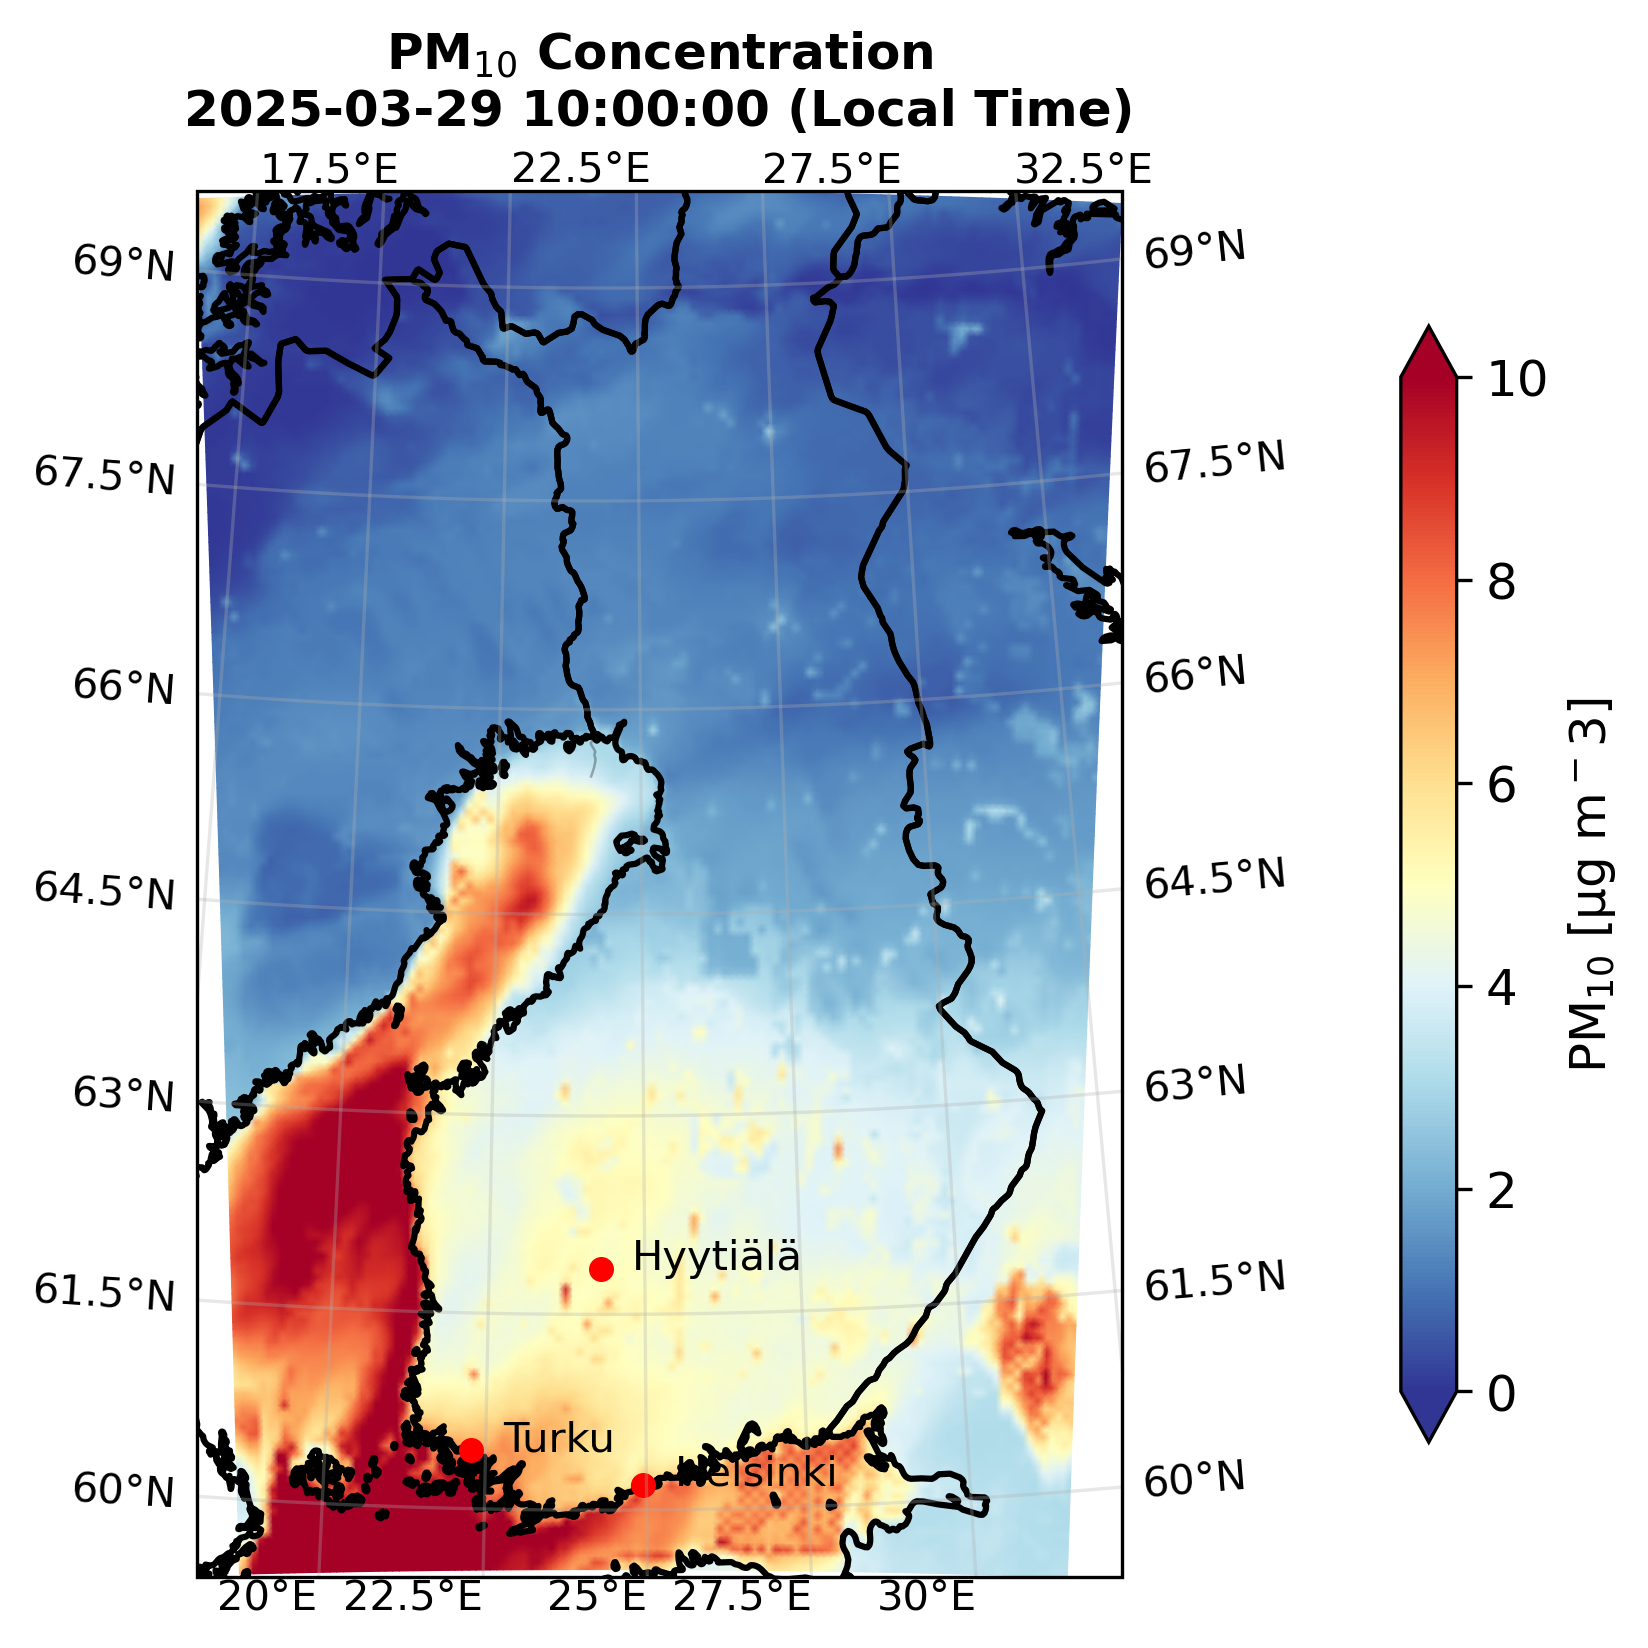 PM₁₀ Concentration
2025-03-29 10:00:00 (Local Time)
17.5°E 22.5°E 27.5°E 32.5°E
69°N 69°N
67.5°N 67.5°N
66°N 66°N
64.5°N 64.5°N
63°N 63°N
61.5°N 61.5°N
60°N 60°N
Hyytiälä
Turku
Helsinki
20°E 22.5°E 25°E 27.5°E 30°E
10
8
6
4
2
0
PM₁₀ [µg m⁻ 3]